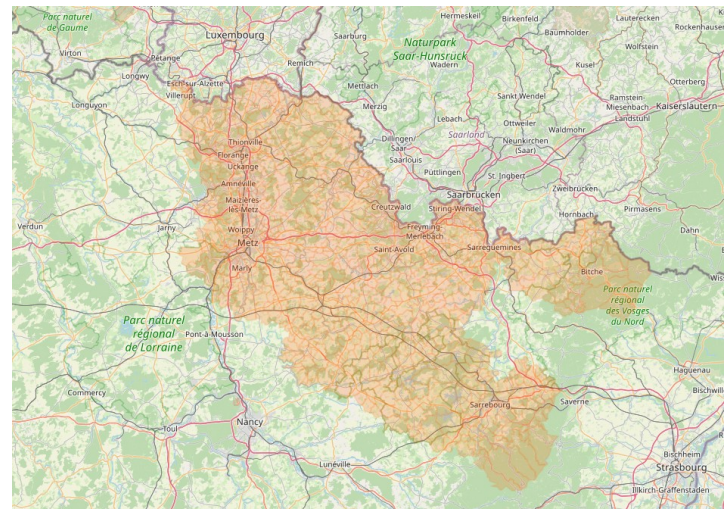 Parc naturel
de Gaume
Luxembourg
Saarburg
Hermeskeil
Birkenfeld
Lauterecken
Baumholder
Rockenhause
Naturpark
Saar-Hunsrück
Wolfstein
Virton
Pétange
Remich
Wadern
Kusel
Longwy
Esch-sur-Alzette
Mettlach
Otterberg
Villerupt
Sankt Wendel
Ramstein-
Miesenbach
Longuyon
Merzig
Kaiserslautern
Lebach
Ottweiler
Landstuhl
Waldmohr
Thionville
Dillingen/
Saar
Saarland
Neunkirchen
(Saar)
Florange
Saarlouis
Uckange
Püttlingen
St. Ingbert
Amnéville
Zweibrücken
Saarbrücken
Maizières-
lès-Metz
Creutzwald
Stiring-Wendel
Pirmasens
Hornbach
Verdun
Jarny
Woippy
Freyming-
Merlebach
Dahn
Metz
Saint-Avold
Sarreguemines
Marly
Bitche
Wiss
Parc naturel
régional
des Vosges
du Nord
Parc naturel
régional
de Lorraine
Pont-à-Mousson
Haguenau
Commercy
Bischwill
Sarrebourg
Saverne
Nancy
Toul
Bischheim
Lunéville
Strasbourg
Illkirch-Graffenstaden